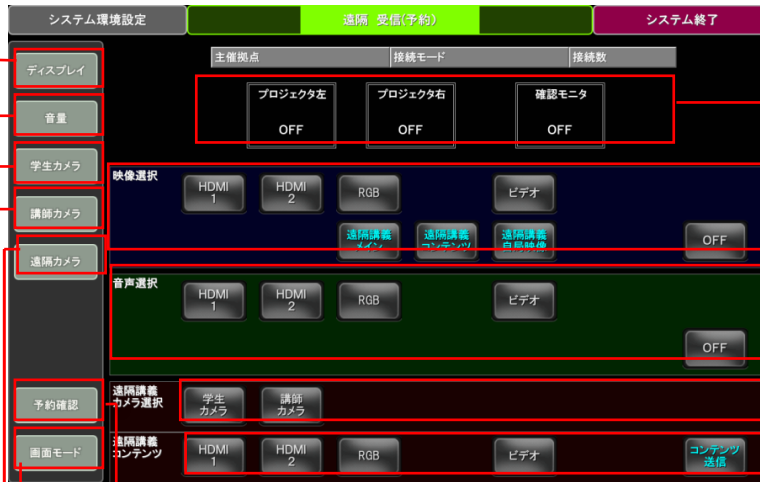 システム環境設定
遠隔 受信(予約)
システム終了
主催拠点 接続モード 接続数
ディスプレイ
音量
学生カメラ
講師カメラ
遠隔カメラ
予約確認
画面モード
プロジェクタ左 プロジェクタ右 確認モニタ
OFF OFF OFF
映像選択
HDMI
1
HDMI
2
RGB
ビデオ
遠隔講義
メイン
遠隔講義
コンテンツ
遠隔講義
自局映像
OFF
音声選択
HDMI
1
HDMI
2
RGB
ビデオ
OFF
遠隔講義
カメラ選択
学生
カメラ
講師
カメラ
遠隔講義
コンテンツ
HDMI
1
HDMI
2
RGB
ビデオ
コンテンツ
送信